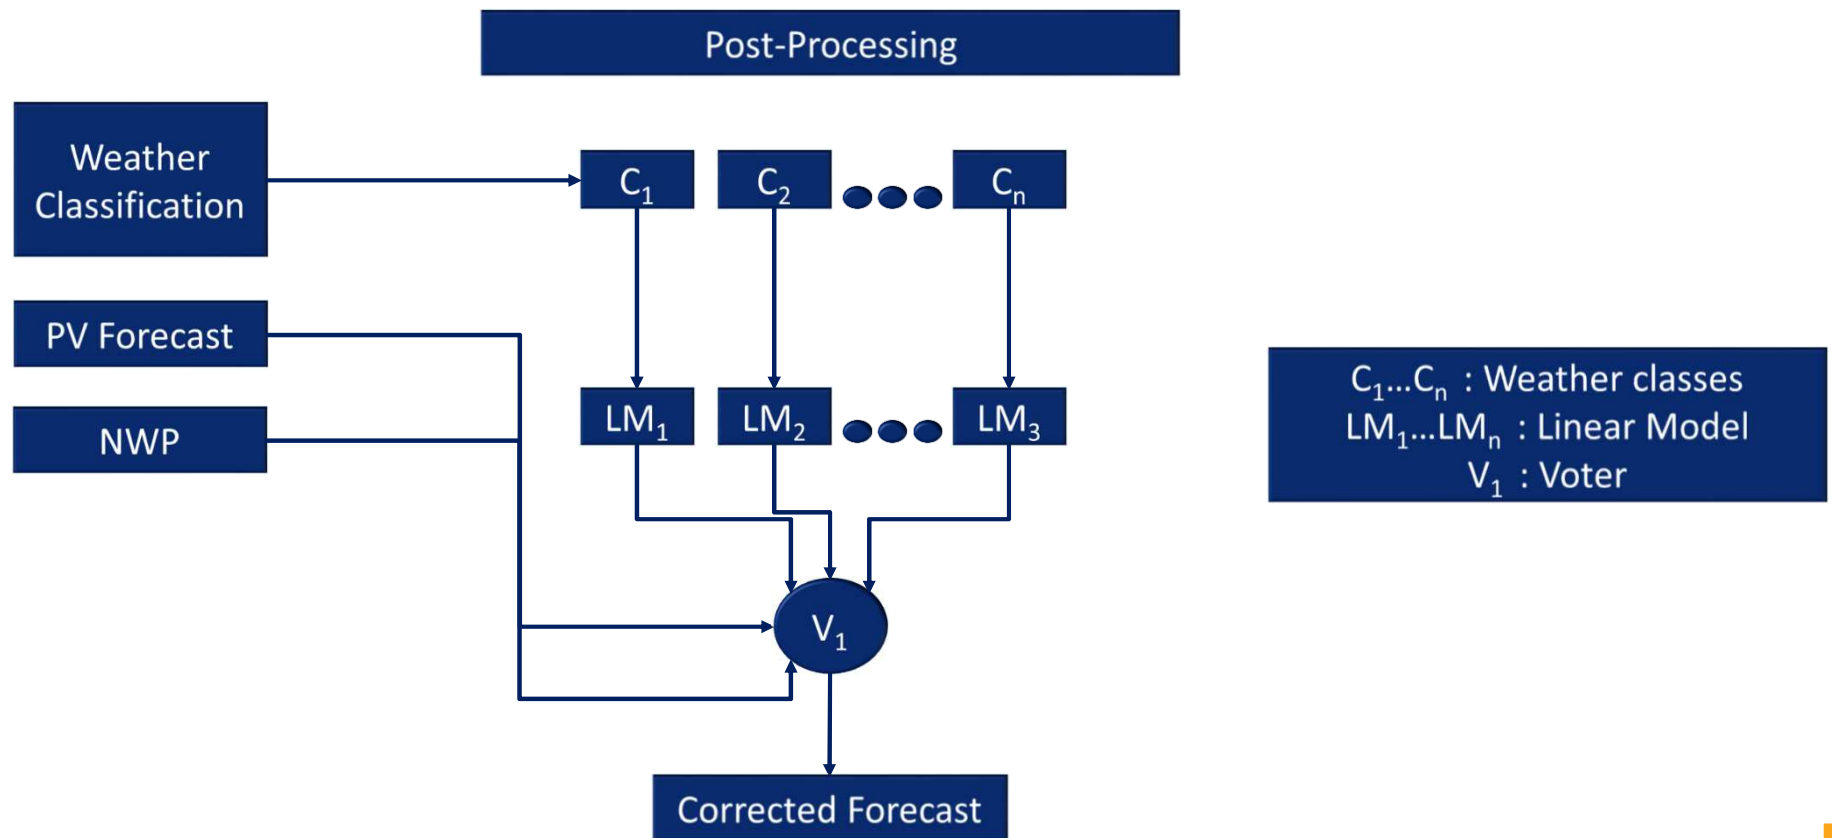 Post-Processing
Weather
Classification
C₁ C₂ Cₙ
PV Forecast
NWP
LM₁ LM₂ LM₃
C₁...Cₙ : Weather classes
LM₁...LMₙ : Linear Model
V₁ : Voter
V₁
Corrected Forecast